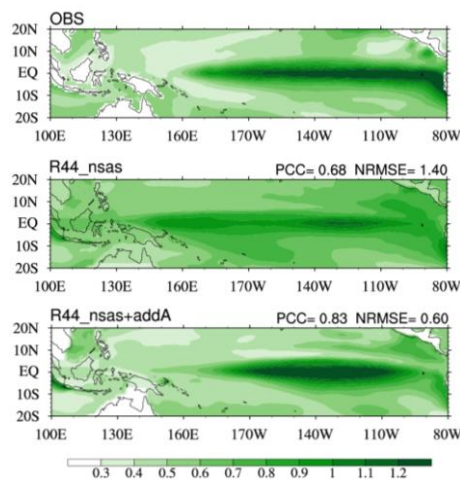 OBS
20N
10N
EQ
10S
20S
100E 130E 160E 170W 140W 110W 80W
R44_nsas PCC= 0.68 NRMSE= 1.40
20N
10N
EQ
10S
20S
100E 130E 160E 170W 140W 110W 80W
R44_nsas+addA PCC= 0.83 NRMSE= 0.60
20N
10N
EQ
10S
20S
100E 130E 160E 170W 140W 110W 80W
0.3 0.4 0.5 0.6 0.7 0.8 0.9 1 1.1 1.2